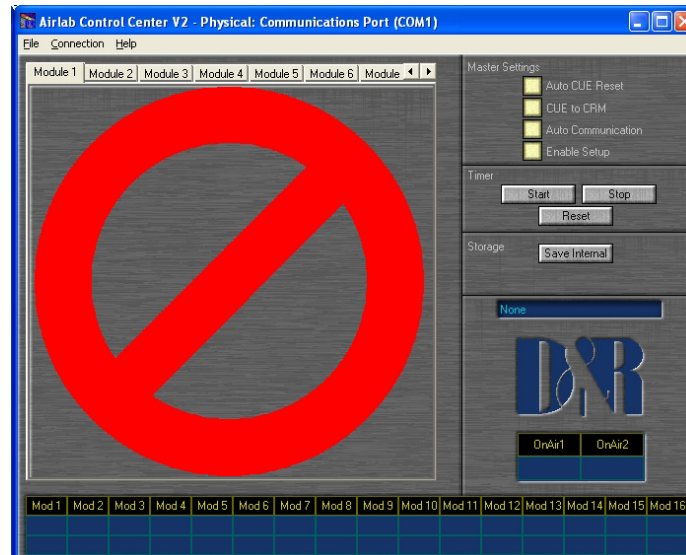 Airlab Control Center V2 - Physical: Communications Port (COM1)
File Connection Help
Module 1 Module 2 Module 3 Module 4 Module 5 Module 6 Module
Master Settings
Auto CUE Reset
CUE to CRM
Auto Communication
Enable Setup
Timer
Start Stop
Reset
Storage
Save Internal
None
D&R
OnAir1 OnAir2
Mod 1 Mod 2 Mod 3 Mod 4 Mod 5 Mod 6 Mod 7 Mod 8 Mod 9 Mod 10 Mod 11 Mod 12 Mod 13 Mod 14 Mod 15 Mod 16